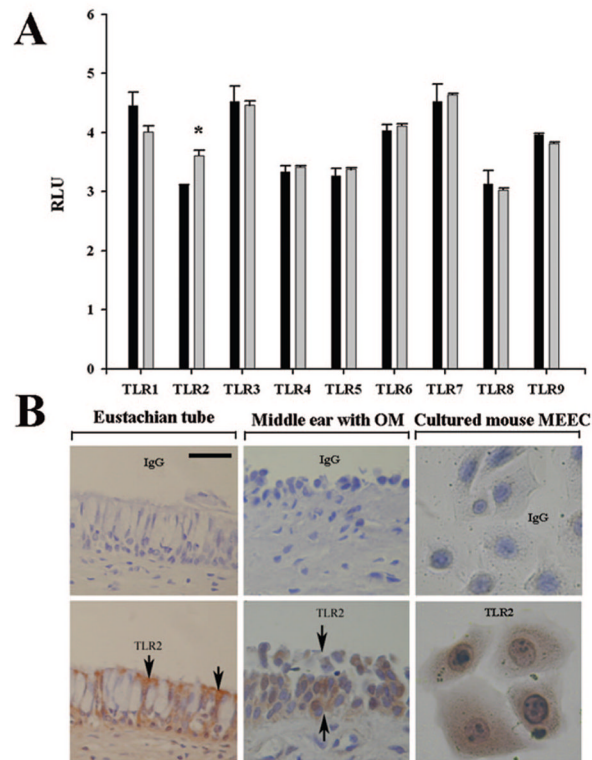 A
6
5
4
3
2
1
0
RLU
*
TLR1 TLR2 TLR3 TLR4 TLR5 TLR6 TLR7 TLR8 TLR9
B
Eustachian tube Middle ear with OM Cultured mouse MEEC
IgG IgG IgG
TLR2 TLR2 TLR2